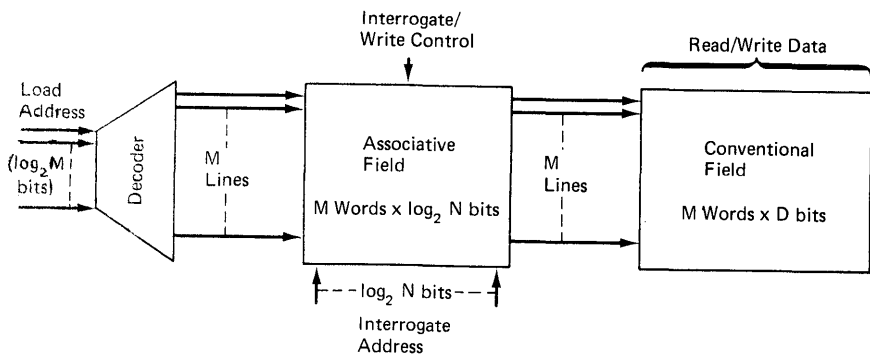 Interrogate/
Write Control
Read/Write Data
Load
Address
(log₂ M
bits)
Decoder
M
Lines
Associative
Field
M Words x log₂ N bits
M
Lines
Conventional
Field
M Words x D bits
log₂ N bits
Interrogate
Address